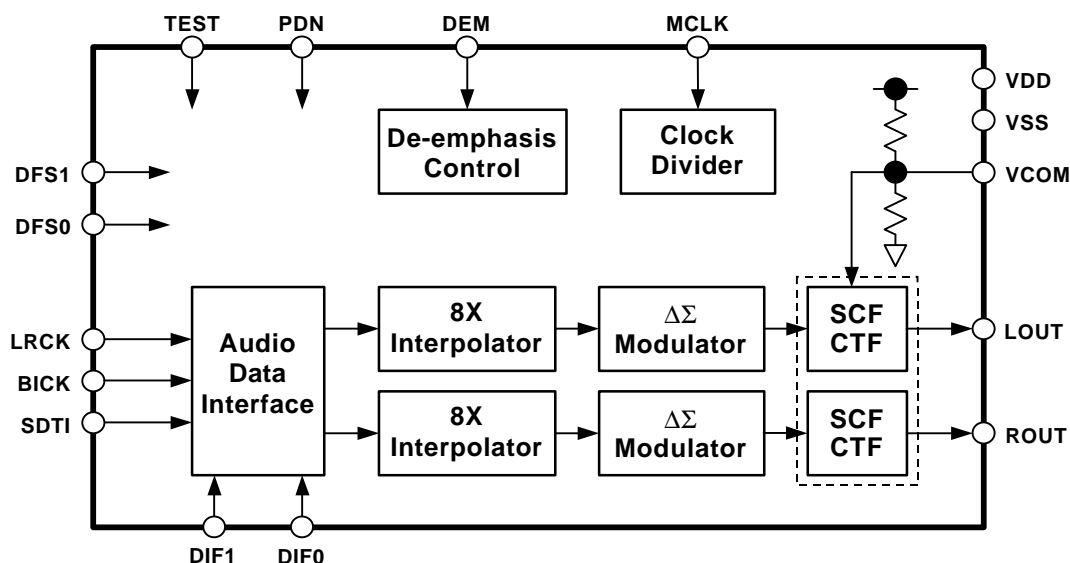 TEST
PDN
DEM
MCLK
VDD
VSS
VCOM
De-emphasis
Control
Clock
Divider
DFS1
DFS0
LRCK
BICK
SDTI
Audio
Data
Interface
8X
Interpolator
ΔΣ
Modulator
SCF
CTF
LOUT
8X
Interpolator
ΔΣ
Modulator
SCF
CTF
ROUT
DIF1
DIF0